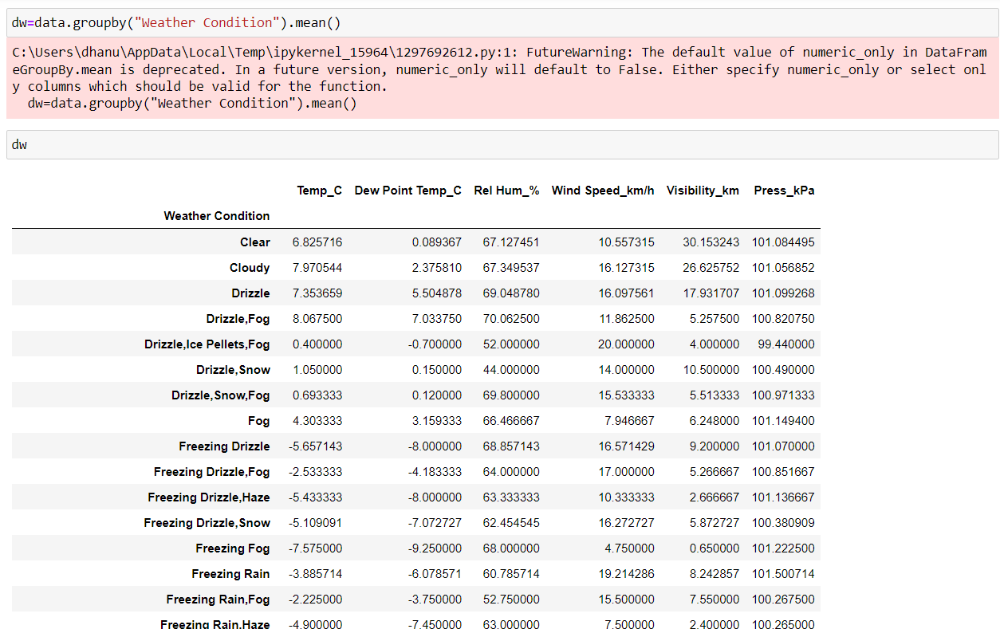 dw=data.groupby("Weather Condition").mean()
C:\Users\dhanu\AppData\Local\Temp\ipykernel_15964\1297692612.py:1: FutureWarning: The default value of numeric_only in DataFram
eGroupBy.mean is deprecated. In a future version, numeric_only will default to False. Either specify numeric_only or select onl
y columns which should be valid for the function.
dw=data.groupby("Weather Condition").mean()
dw
Temp_C Dew Point Temp_C Rel Hum_% Wind Speed_km/h Visibility_km Press_kPa
Weather Condition
Clear 6.825716 0.089367 67.127451 10.557315 30.153243 101.084495
Cloudy 7.970544 2.375810 67.349537 16.127315 26.625752 101.056852
Drizzle 7.353659 5.504878 69.048780 16.097561 17.931707 101.099268
Drizzle,Fog 8.067500 7.033750 70.062500 11.862500 5.257500 100.820750
Drizzle,Ice Pellets,Fog 0.400000 -0.700000 52.000000 20.000000 4.000000 99.440000
Drizzle,Snow 1.050000 0.150000 44.000000 14.000000 10.500000 100.490000
Drizzle,Snow,Fog 0.693333 0.120000 69.800000 15.533333 5.513333 100.971333
Fog 4.303333 3.159333 66.466667 7.946667 6.248000 101.149400
Freezing Drizzle -5.657143 -8.000000 68.857143 16.571429 9.200000 101.070000
Freezing Drizzle,Fog -2.533333 -4.183333 64.000000 17.000000 5.266667 100.851667
Freezing Drizzle,Haze -5.433333 -8.000000 63.333333 10.333333 2.666667 101.136667
Freezing Drizzle,Snow -5.109091 -7.072727 62.454545 16.272727 5.872727 100.380909
Freezing Fog -7.575000 -9.250000 68.000000 4.750000 0.650000 101.222500
Freezing Rain -3.885714 -6.078571 60.785714 19.214286 8.242857 101.500714
Freezing Rain,Fog -2.225000 -3.750000 52.750000 15.500000 7.550000 100.267500
Freezing Rain,Haze -4.900000 -7.450000 63.000000 7.500000 2.400000 100.265000